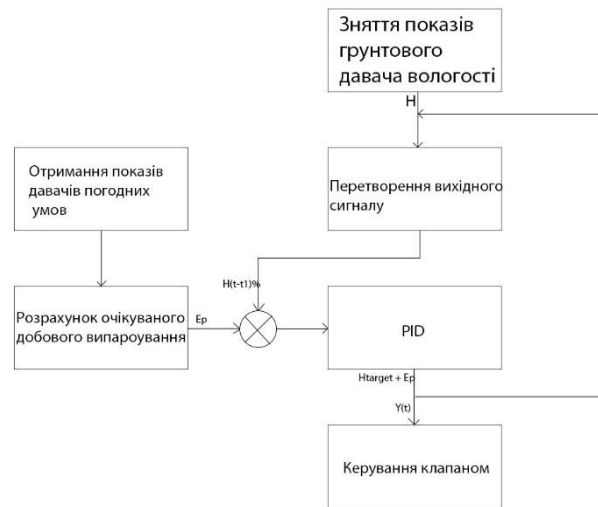 Зняття показів
грунтового
давача вологості
H
Отримання показів
давачів погодних
умов
Перетворення вихідного
сигналу
H(t-t1)%
Розрахунок очікуваного
добового випароування
Ep
PID
Htarget + Ep
Y(t)
Керування клапаном